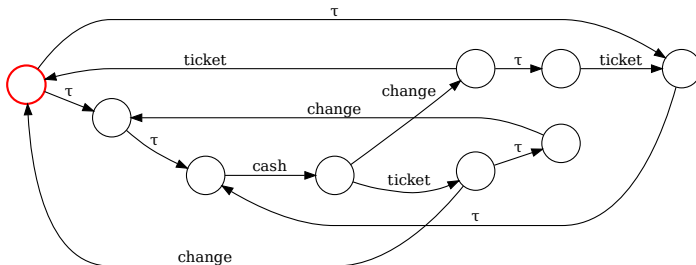 τ
ticket
τ
ticket
change
τ
change
τ
τ
cash
ticket
τ
change